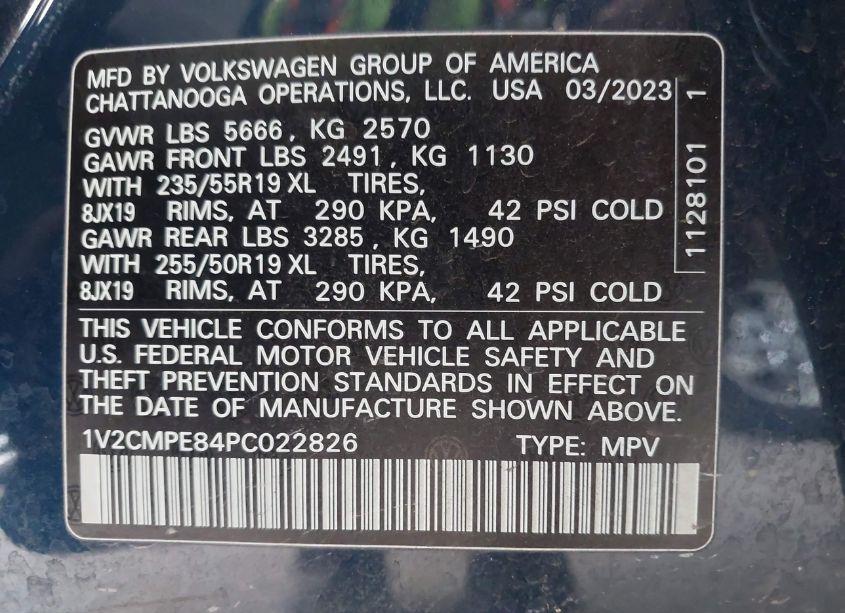 MFD BY VOLKSWAGEN GROUP OF AMERICA
CHATTANOOGA OPERATIONS, LLC. USA 03/2023
GVWR LBS 5666, KG 2570
GAWR FRONT LBS 2491, KG 1130
WITH 235/55R19 XL TIRES,
8JX19 RIMS, AT 290 KPA, 42 PSI COLD
GAWR REAR LBS 3285, KG 1490
WITH 255/50R19 XL TIRES,
8JX19 RIMS, AT 290 KPA, 42 PSI COLD
THIS VEHICLE CONFORMS TO ALL APPLICABLE
U.S. FEDERAL MOTOR VEHICLE SAFETY AND
THEFT PREVENTION STANDARDS IN EFFECT ON
THE DATE OF MANUFACTURE SHOWN ABOVE.
1V2CMPE84PC022826 TYPE: MPV
1128101 1